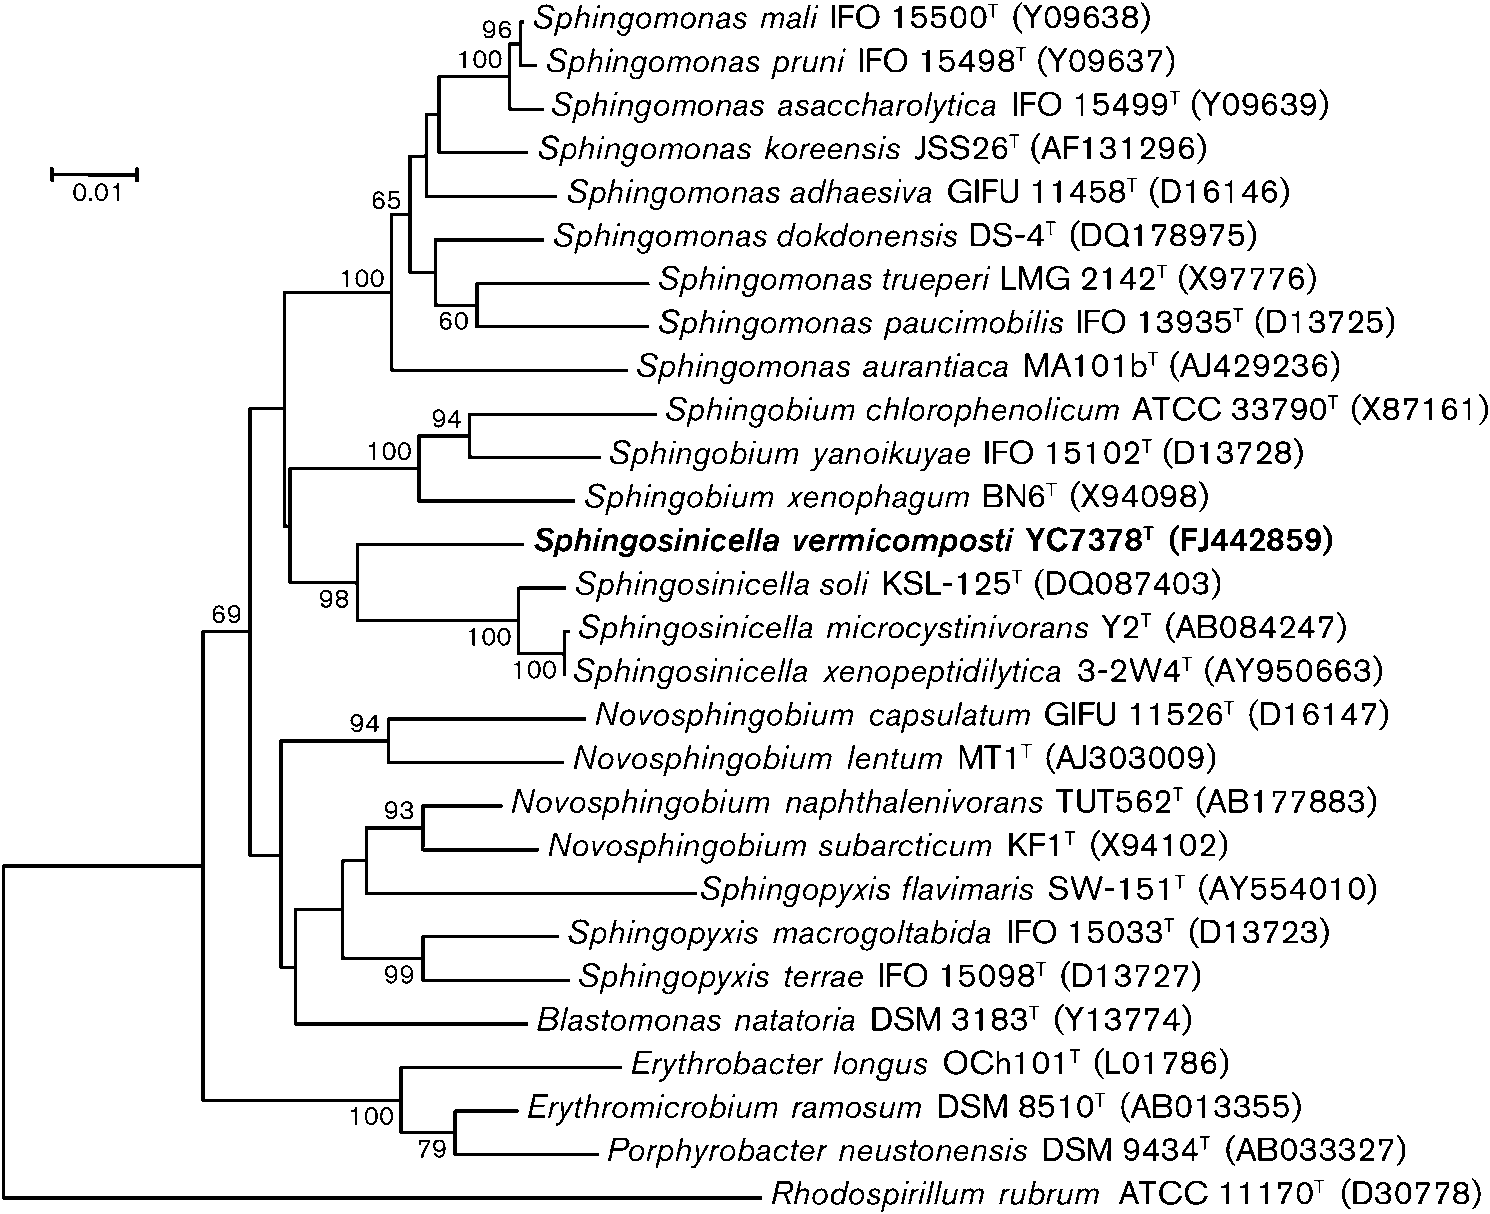 96
Sphingomonas mali IFO 15500T (Y09638)
100
Sphingomonas pruni IFO 15498T (Y09637)
Sphingomonas asaccharolytica IFO 15499T (Y09639)
Sphingomonas koreensis JSS26T (AF131296)
0.01
65
Sphingomonas adhaesiva GIFU 11458T (D16146)
Sphingomonas dokdonensis DS-4T (DQ178975)
100
Sphingomonas trueperi LMG 2142T (X97776)
60
Sphingomonas paucimobilis IFO 13935T (D13725)
Sphingomonas aurantiaca MA101bT (AJ429236)
94
Sphingobium chlorophenolicum ATCC 33790T (X87161)
100
Sphingobium yanoikuyae IFO 15102T (D13728)
Sphingobium xenophagum BN6T (X94098)
Sphingosinicella vermicomposti YC7378T (FJ442859)
98
Sphingosinicella soli KSL-125T (DQ087403)
69
100
Sphingosinicella microcystinivorans Y2T (AB084247)
100
Sphingosinicella xenopeptidilytica 3-2W4T (AY950663)
94
Novosphingobium capsulatum GIFU 11526T (D16147)
Novosphingobium lentum MT1T (AJ303009)
93
Novosphingobium naphthalenivorans TUT562T (AB177883)
Novosphingobium subarcticum KF1T (X94102)
Sphingopyxis flavimaris SW-151T (AY554010)
Sphingopyxis macrogoltabida IFO 15033T (D13723)
99
Sphingopyxis terrae IFO 15098T (D13727)
Blastomonas natatoria DSM 3183T (Y13774)
Erythrobacter longus OCh101T (L01786)
100
Erythromicrobium ramosum DSM 8510T (AB013355)
79
Porphyrobacter neustonensis DSM 9434T (AB033327)
Rhodospirillum rubrum ATCC 11170T (D30778)